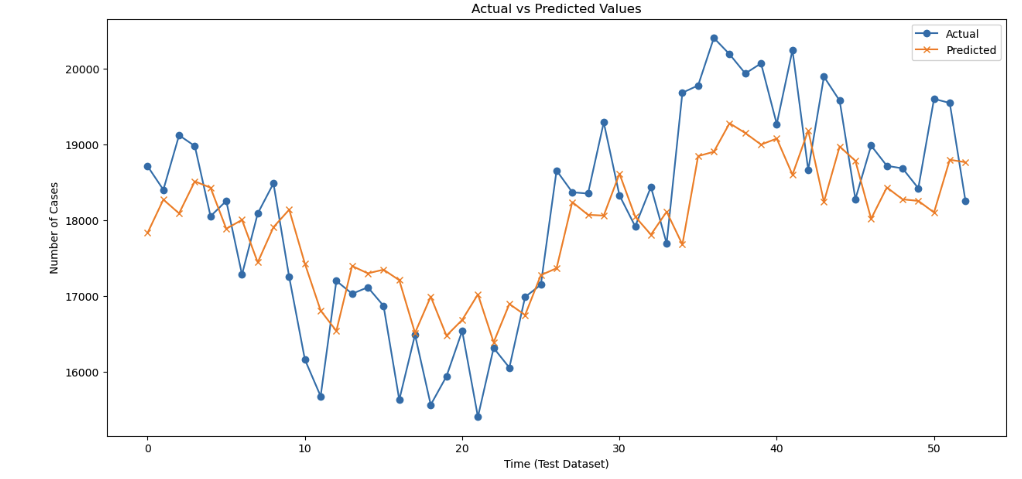 Actual vs Predicted Values
Actual
Predicted
20000
19000
18000
17000
16000
Number of Cases
0 10 20 30 40 50
Time (Test Dataset)